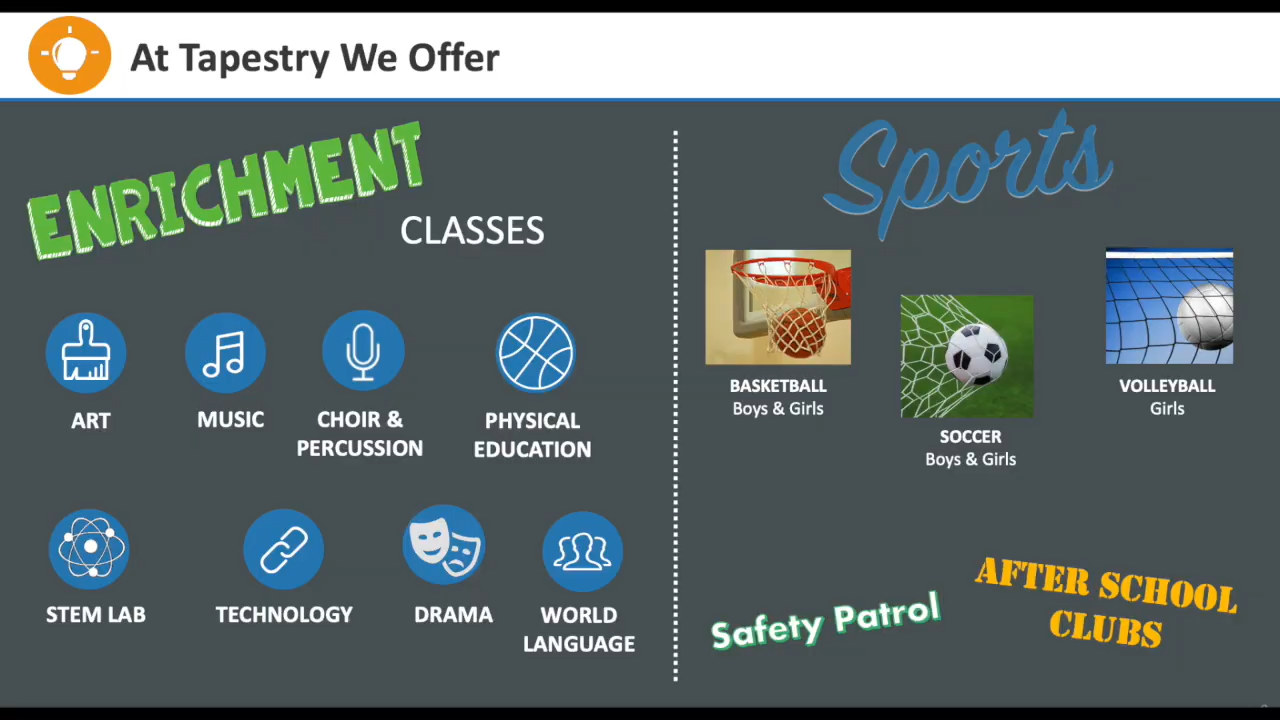 At Tapestry We Offer
ENRICHMENT
CLASSES
ART
MUSIC
CHOIR &
PERCUSSION
PHYSICAL
EDUCATION
STEM LAB
TECHNOLOGY
DRAMA
WORLD
LANGUAGE
Sports
BASKETBALL
Boys & Girls
SOCCER
Boys & Girls
VOLLEYBALL
Girls
Safety Patrol
AFTER SCHOOL
CLUBS